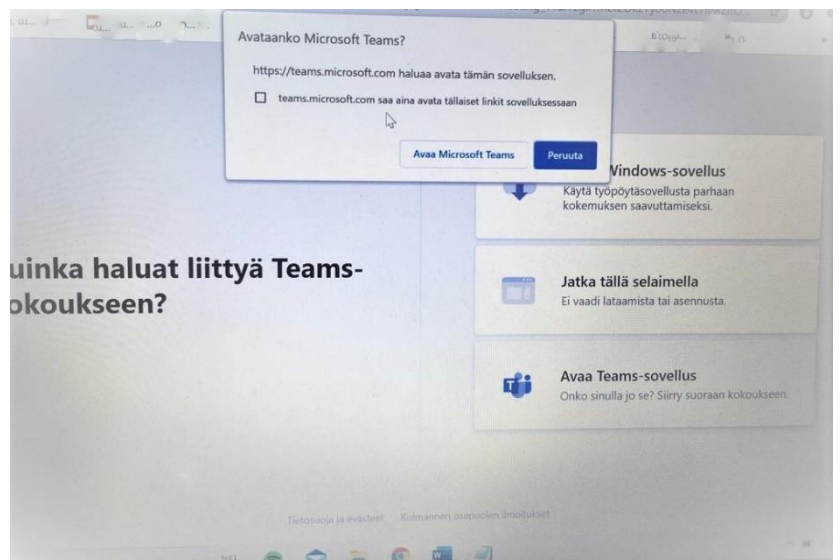 Avataanko Microsoft Teams?
https://teams.microsoft.com haluaa avata tämän sovelluksen.
teams.microsoft.com saa aina avata tällaiset linkit sovelluksessaan
Avaa Microsoft Teams
Peruuta
uinka haluat liittyä Teams-
okoukseen?
Windows-sovellus
Käytä työpöytäsovellusta parhaan
kokemuksen saavuttamiseksi.
Jatka tällä selaimella
Ei vaadi lataamista tai asennusta.
Avaa Teams-sovellus
Onko sinulla jo se? Siirry suoraan kokoukseen.
Tietosuoja ja evästeet
Kolmannen osapuolen ilmoitukset